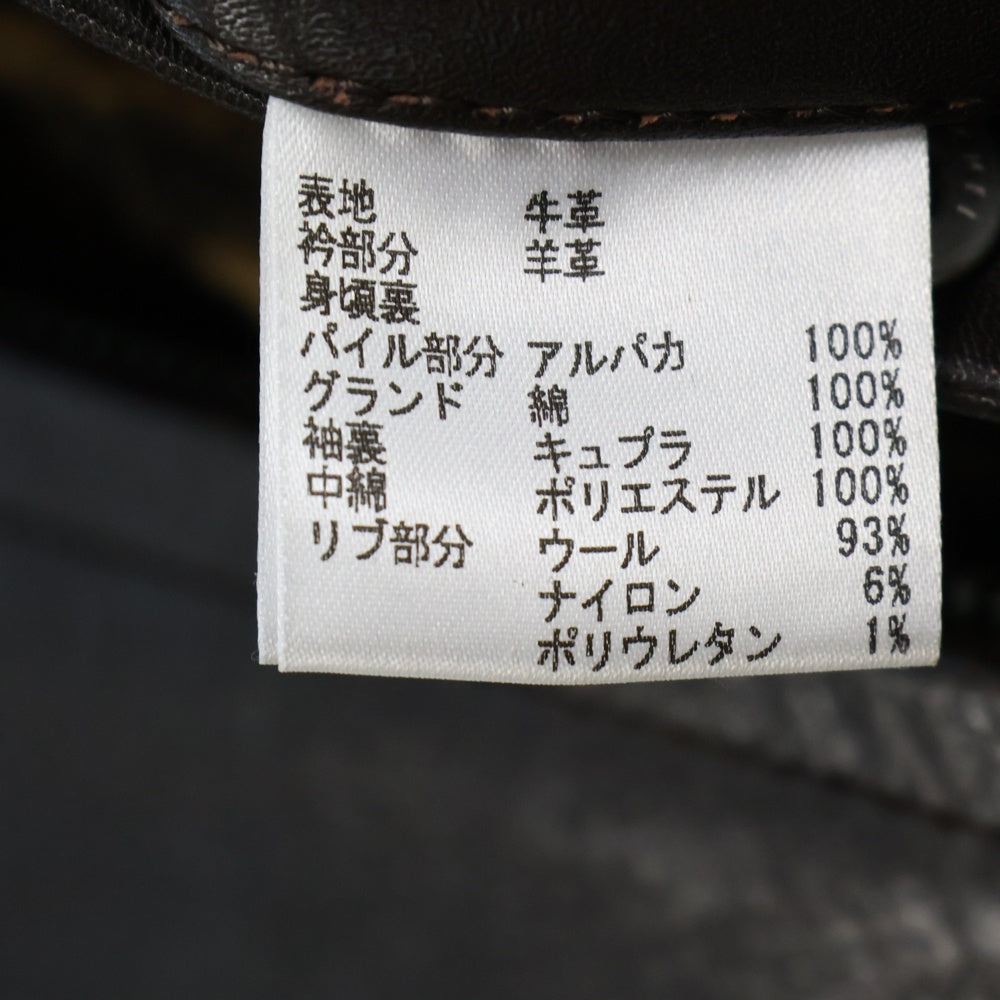 表地 牛革
衿部分 羊革
身頃裏
パイル部分 アルパカ 100%
グランド 綿 100%
袖裏 キュプラ 100%
中綿 ポリエステル 100%
リブ部分 ウール 93%
ナイロン 6%
ポリウレタン 1%